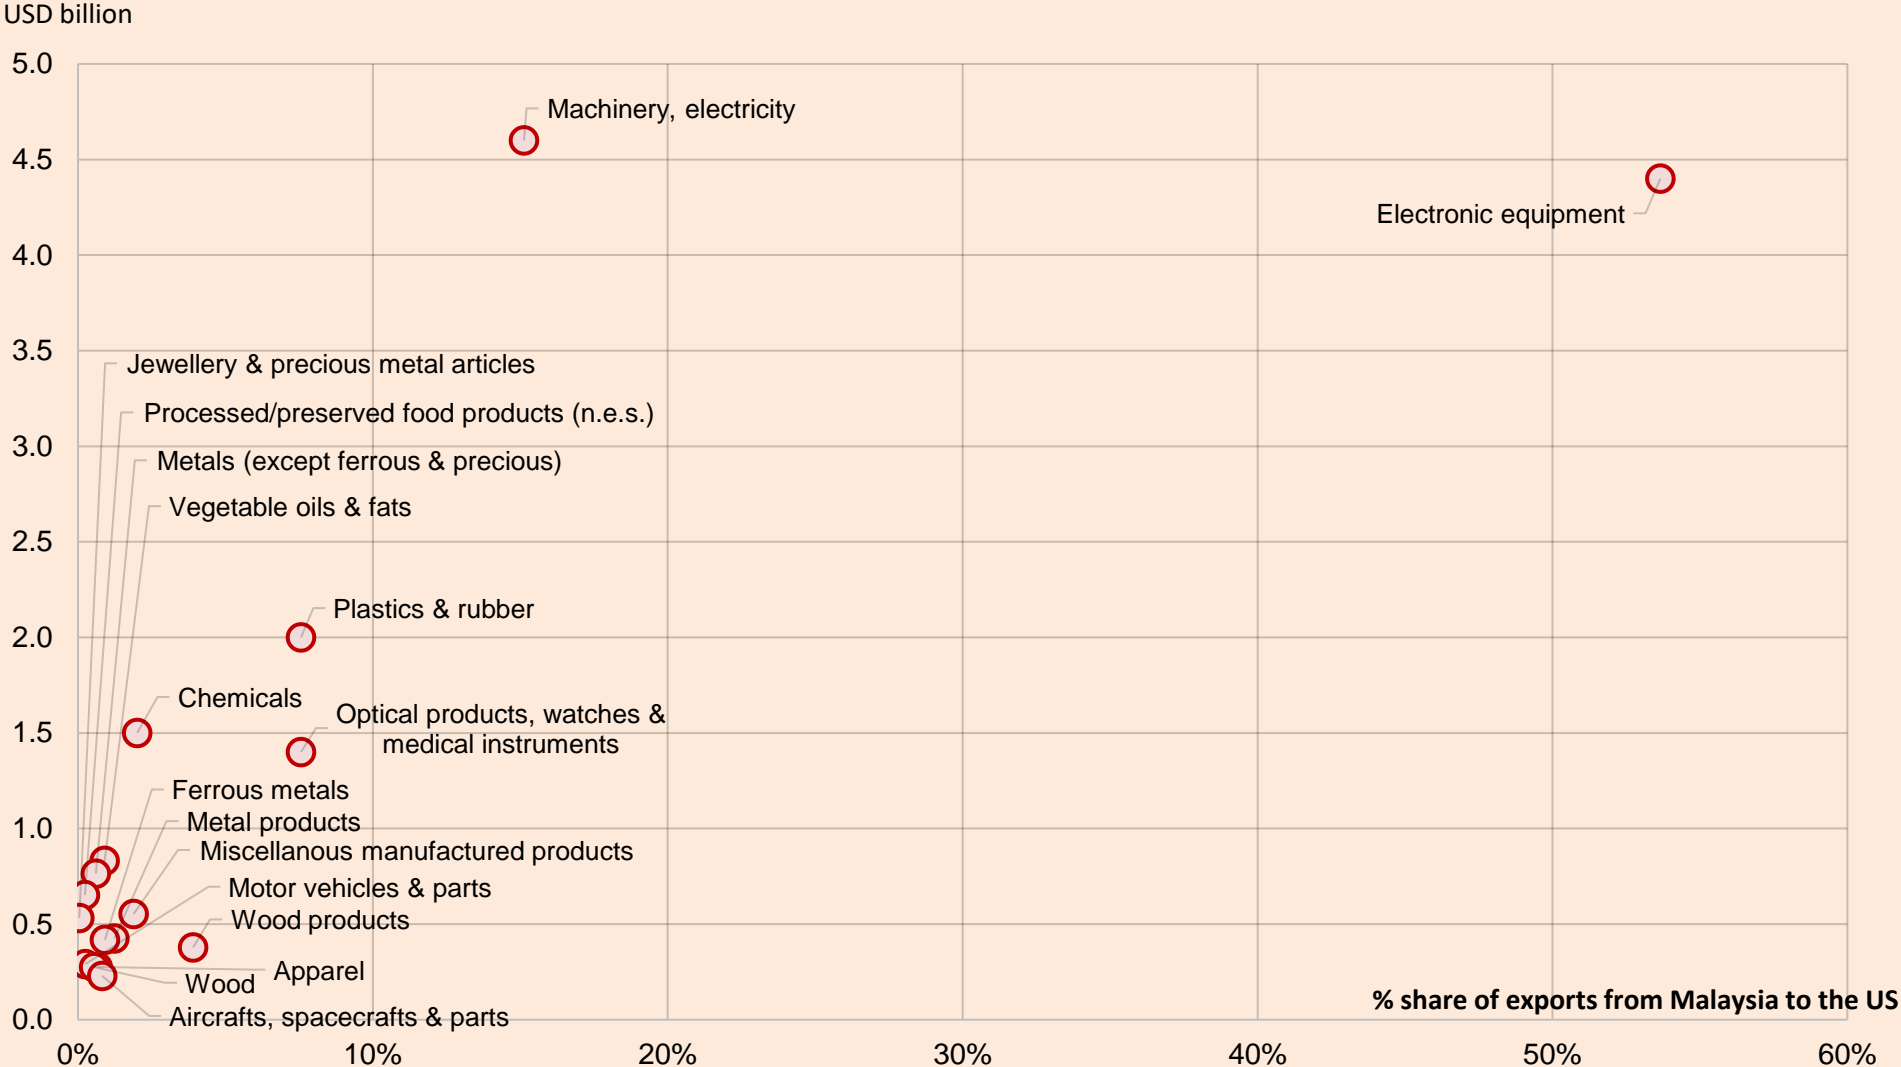 USD billion
5.0
Machinery, electricity
4.5
Electronic equipment
4.0
3.5
Jewellery & precious metal articles
Processed/preserved food products (n.e.s.)
3.0
Metals (except ferrous & precious)
Vegetable oils & fats
2.5
2.0
Plastics & rubber
Chemicals
1.5
Optical products, watches &
medical instruments
Ferrous metals
1.0
Metal products
Miscellanous manufactured products
Motor vehicles & parts
0.5
Wood products
Apparel
Wood
% share of exports from Malaysia to the US
0.0
Aircrafts, spacecrafts & parts
0%
10%
20%
30%
40%
50%
60%